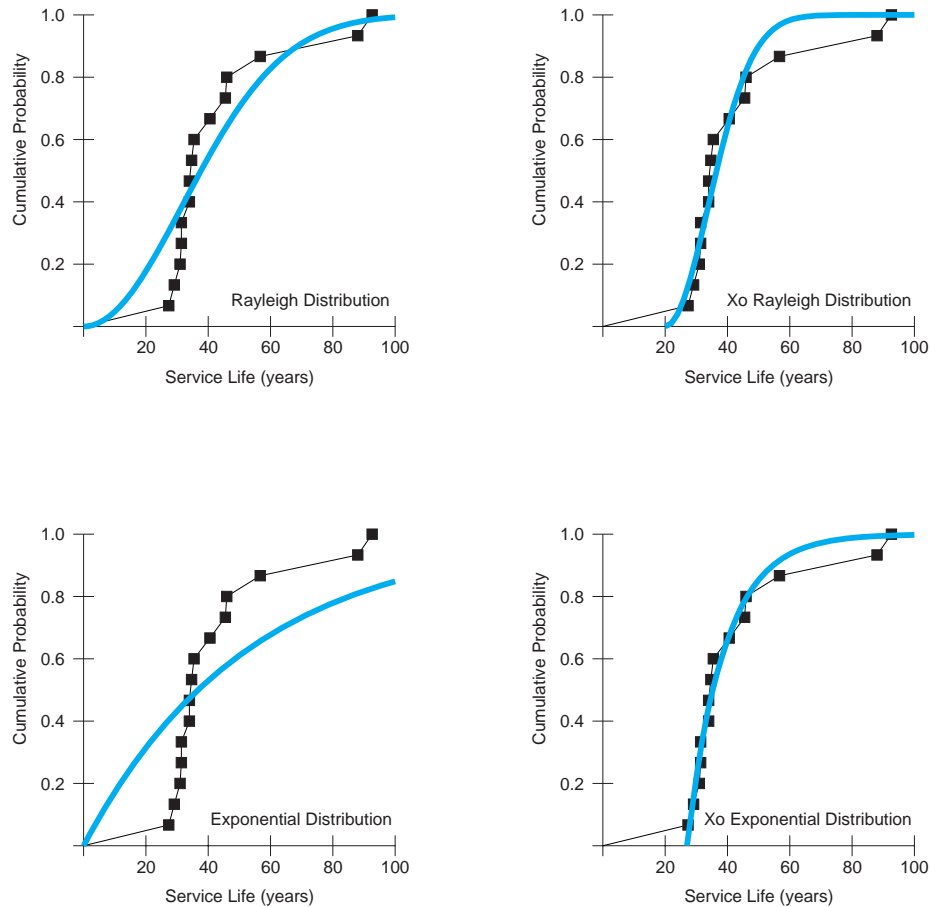 1.0
0.8
0.6
0.4
0.2
Cumulative Probability
Rayleigh Distribution
20 40 60 80 100
Service Life (years)
1.0
0.8
0.6
0.4
0.2
Cumulative Probability
Xo Rayleigh Distribution
20 40 60 80 100
Service Life (years)
1.0
0.8
0.6
0.4
0.2
Cumulative Probability
Exponential Distribution
20 40 60 80 100
Service Life (years)
1.0
0.8
0.6
0.4
0.2
Cumulative Probability
Xo Exponential Distribution
20 40 60 80 100
Service Life (years)